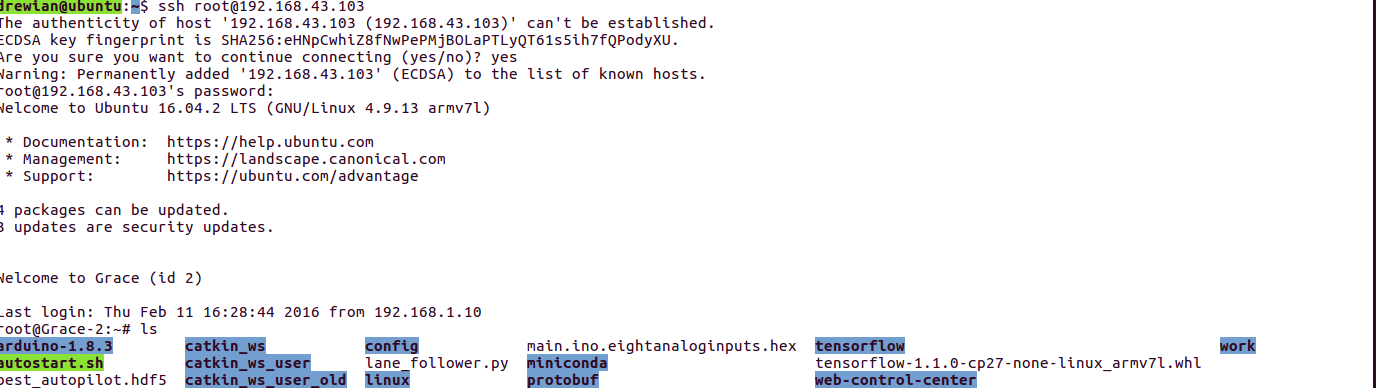 drewlan@ubuntu:~$ ssh root@192.168.43.103
The authenticity of host '192.168.43.103 (192.168.43.103)' can't be established.
ECDSA key fingerprint is SHA256:eHNpCwhiZ8fNwPePMjBOLaPTLyQT61s5ih7fQPodyXU.
Are you sure you want to continue connecting (yes/no)? yes
Warning: Permanently added '192.168.43.103' (ECDSA) to the list of known hosts.
root@192.168.43.103's password:
Welcome to Ubuntu 16.04.2 LTS (GNU/Linux 4.9.13 armv7l)
* Documentation:  https://help.ubuntu.com
* Management:     https://landscape.canonical.com
* Support:        https://ubuntu.com/advantage
4 packages can be updated.
3 updates are security updates.
Welcome to Grace (id 2)
Last login: Thu Feb 11 16:28:44 2016 from 192.168.1.10
root@Grace-2:~# ls
arduino-1.8.3 catkin_ws config main.ino.eightanaloginputs.hex tensorflow work
autostart.sh catkin_ws_user lane_follower.py miniconda tensorflow-1.1.0-cp27-none-linux_armv7l.whl
best_autopilot.hdf5 catkin_ws_user_old linux protobuf web-control-center